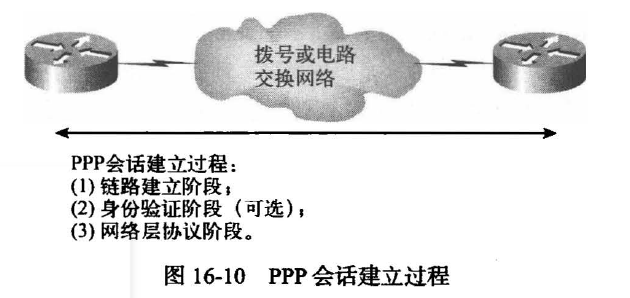 拨号或电路
交换网络
PPP会话建立过程：
(1) 链路建立阶段；
(2) 身份验证阶段（可选）；
(3) 网络层协议阶段。
图 16-10 PPP 会话建立过程